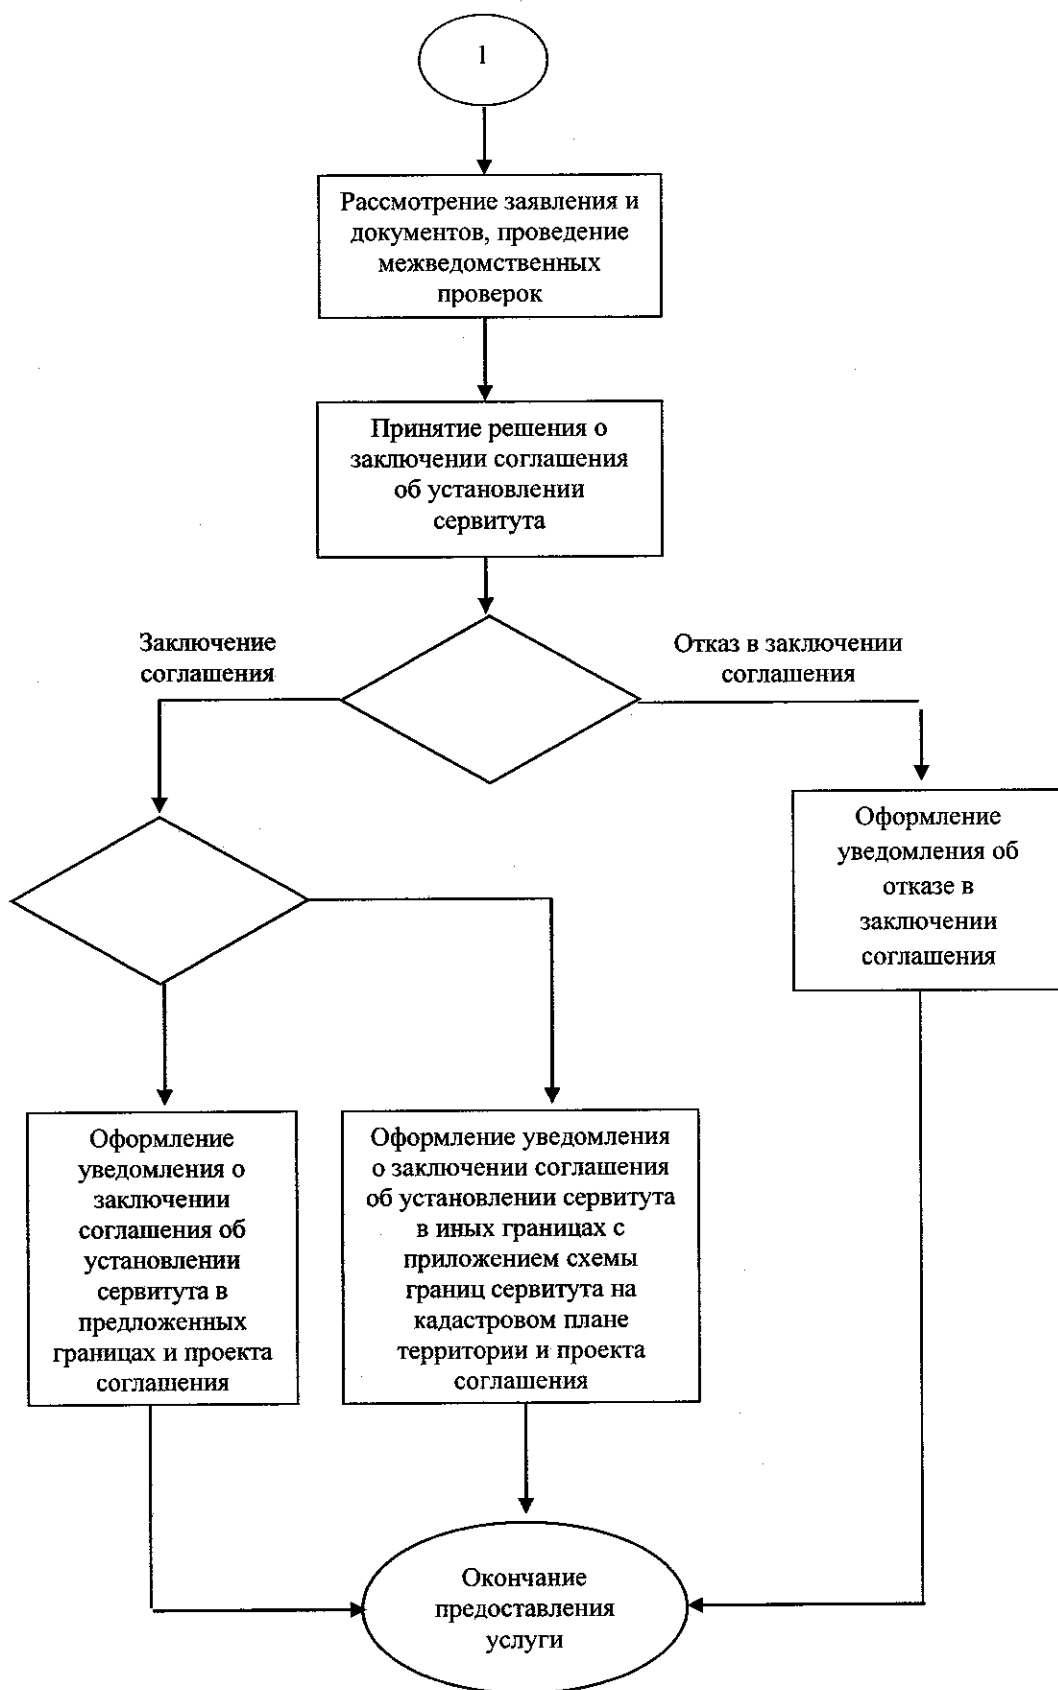 1
Рассмотрение заявления и
документов, проведение
межведомственных
проверок
Принятие решения о
заключении соглашения
об установлении
сервитута
Заключение
соглашения
Отказ в заключении
соглашения
Оформление
уведомления об
отказе в
заключении
соглашения
Оформление
уведомления о
заключении
соглашения об
установлении
сервитута в
предложенных
границах и проекта
соглашения
Оформление уведомления
о заключении соглашения
об установлении сервитута
в иных границах с
приложением схемы
границ сервитута на
кадастровом плане
территории и проекта
соглашения
Окончание
предоставления
услуги